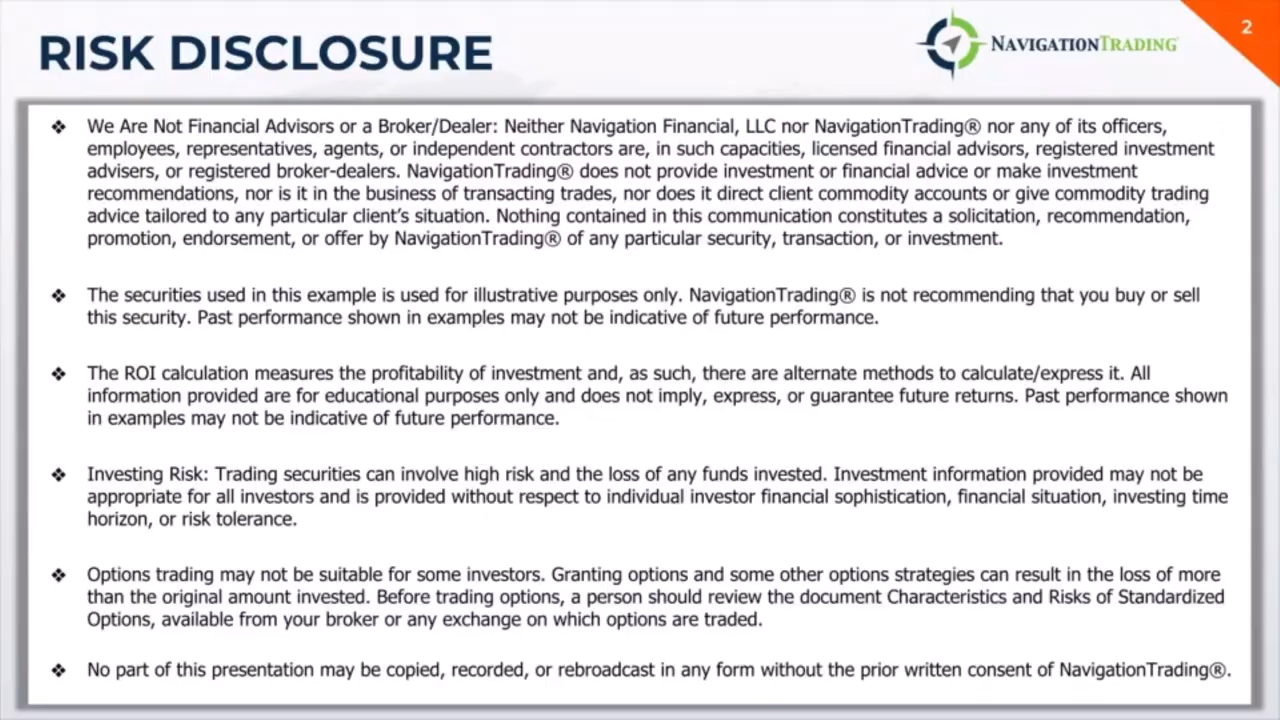 RISK DISCLOSURE
NAVIGATIONTRADING®
2
❖ We Are Not Financial Advisors or a Broker/Dealer: Neither Navigation Financial, LLC nor NavigationTrading® nor any of its officers,
employees, representatives, agents, or independent contractors are, in such capacities, licensed financial advisors, registered investment
advisers, or registered broker-dealers. NavigationTrading® does not provide investment or financial advice or make investment
recommendations, nor is it in the business of transacting trades, nor does it direct client commodity accounts or give commodity trading
advice tailored to any particular client’s situation. Nothing contained in this communication constitutes a solicitation, recommendation,
promotion, endorsement, or offer by NavigationTrading® of any particular security, transaction, or investment.
❖ The securities used in this example is used for illustrative purposes only. NavigationTrading® is not recommending that you buy or sell
this security. Past performance shown in examples may not be indicative of future performance.
❖ The ROI calculation measures the profitability of investment and, as such, there are alternate methods to calculate/express it. All
information provided are for educational purposes only and does not imply, express, or guarantee future returns. Past performance shown
in examples may not be indicative of future performance.
❖ Investing Risk: Trading securities can involve high risk and the loss of any funds invested. Investment information provided may not be
appropriate for all investors and is provided without respect to individual investor financial sophistication, financial situation, investing time
horizon, or risk tolerance.
❖ Options trading may not be suitable for some investors. Granting options and some other options strategies can result in the loss of more
than the original amount invested. Before trading options, a person should review the document Characteristics and Risks of Standardized
Options, available from your broker or any exchange on which options are traded.
❖ No part of this presentation may be copied, recorded, or rebroadcast in any form without the prior written consent of NavigationTrading®.